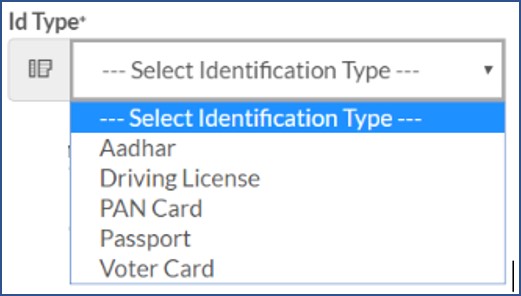 Id Type*
--- Select Identification Type ---
--- Select Identification Type ---
Aadhar
Driving License
PAN Card
Passport
Voter Card